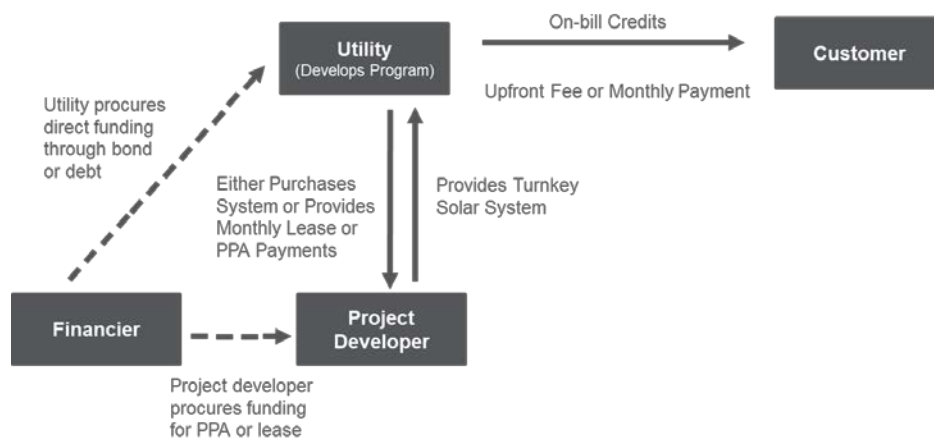 On-bill Credits
Utility
(Develops Program)
Customer
Upfront Fee or Monthly Payment
Utility procures
direct funding
through bond
or debt
Either Purchases
System or Provides
Monthly Lease or
PPA Payments
Provides Turnkey
Solar System
Financier
Project
Developer
Project developer
procures funding
for PPA or lease